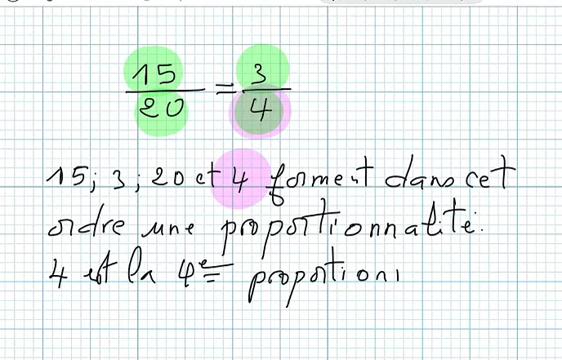 15/20 = 3/4
15; 3; 20 et 4 forment dans cet
ordre une proportionnalité.
4 est la 4e proportion